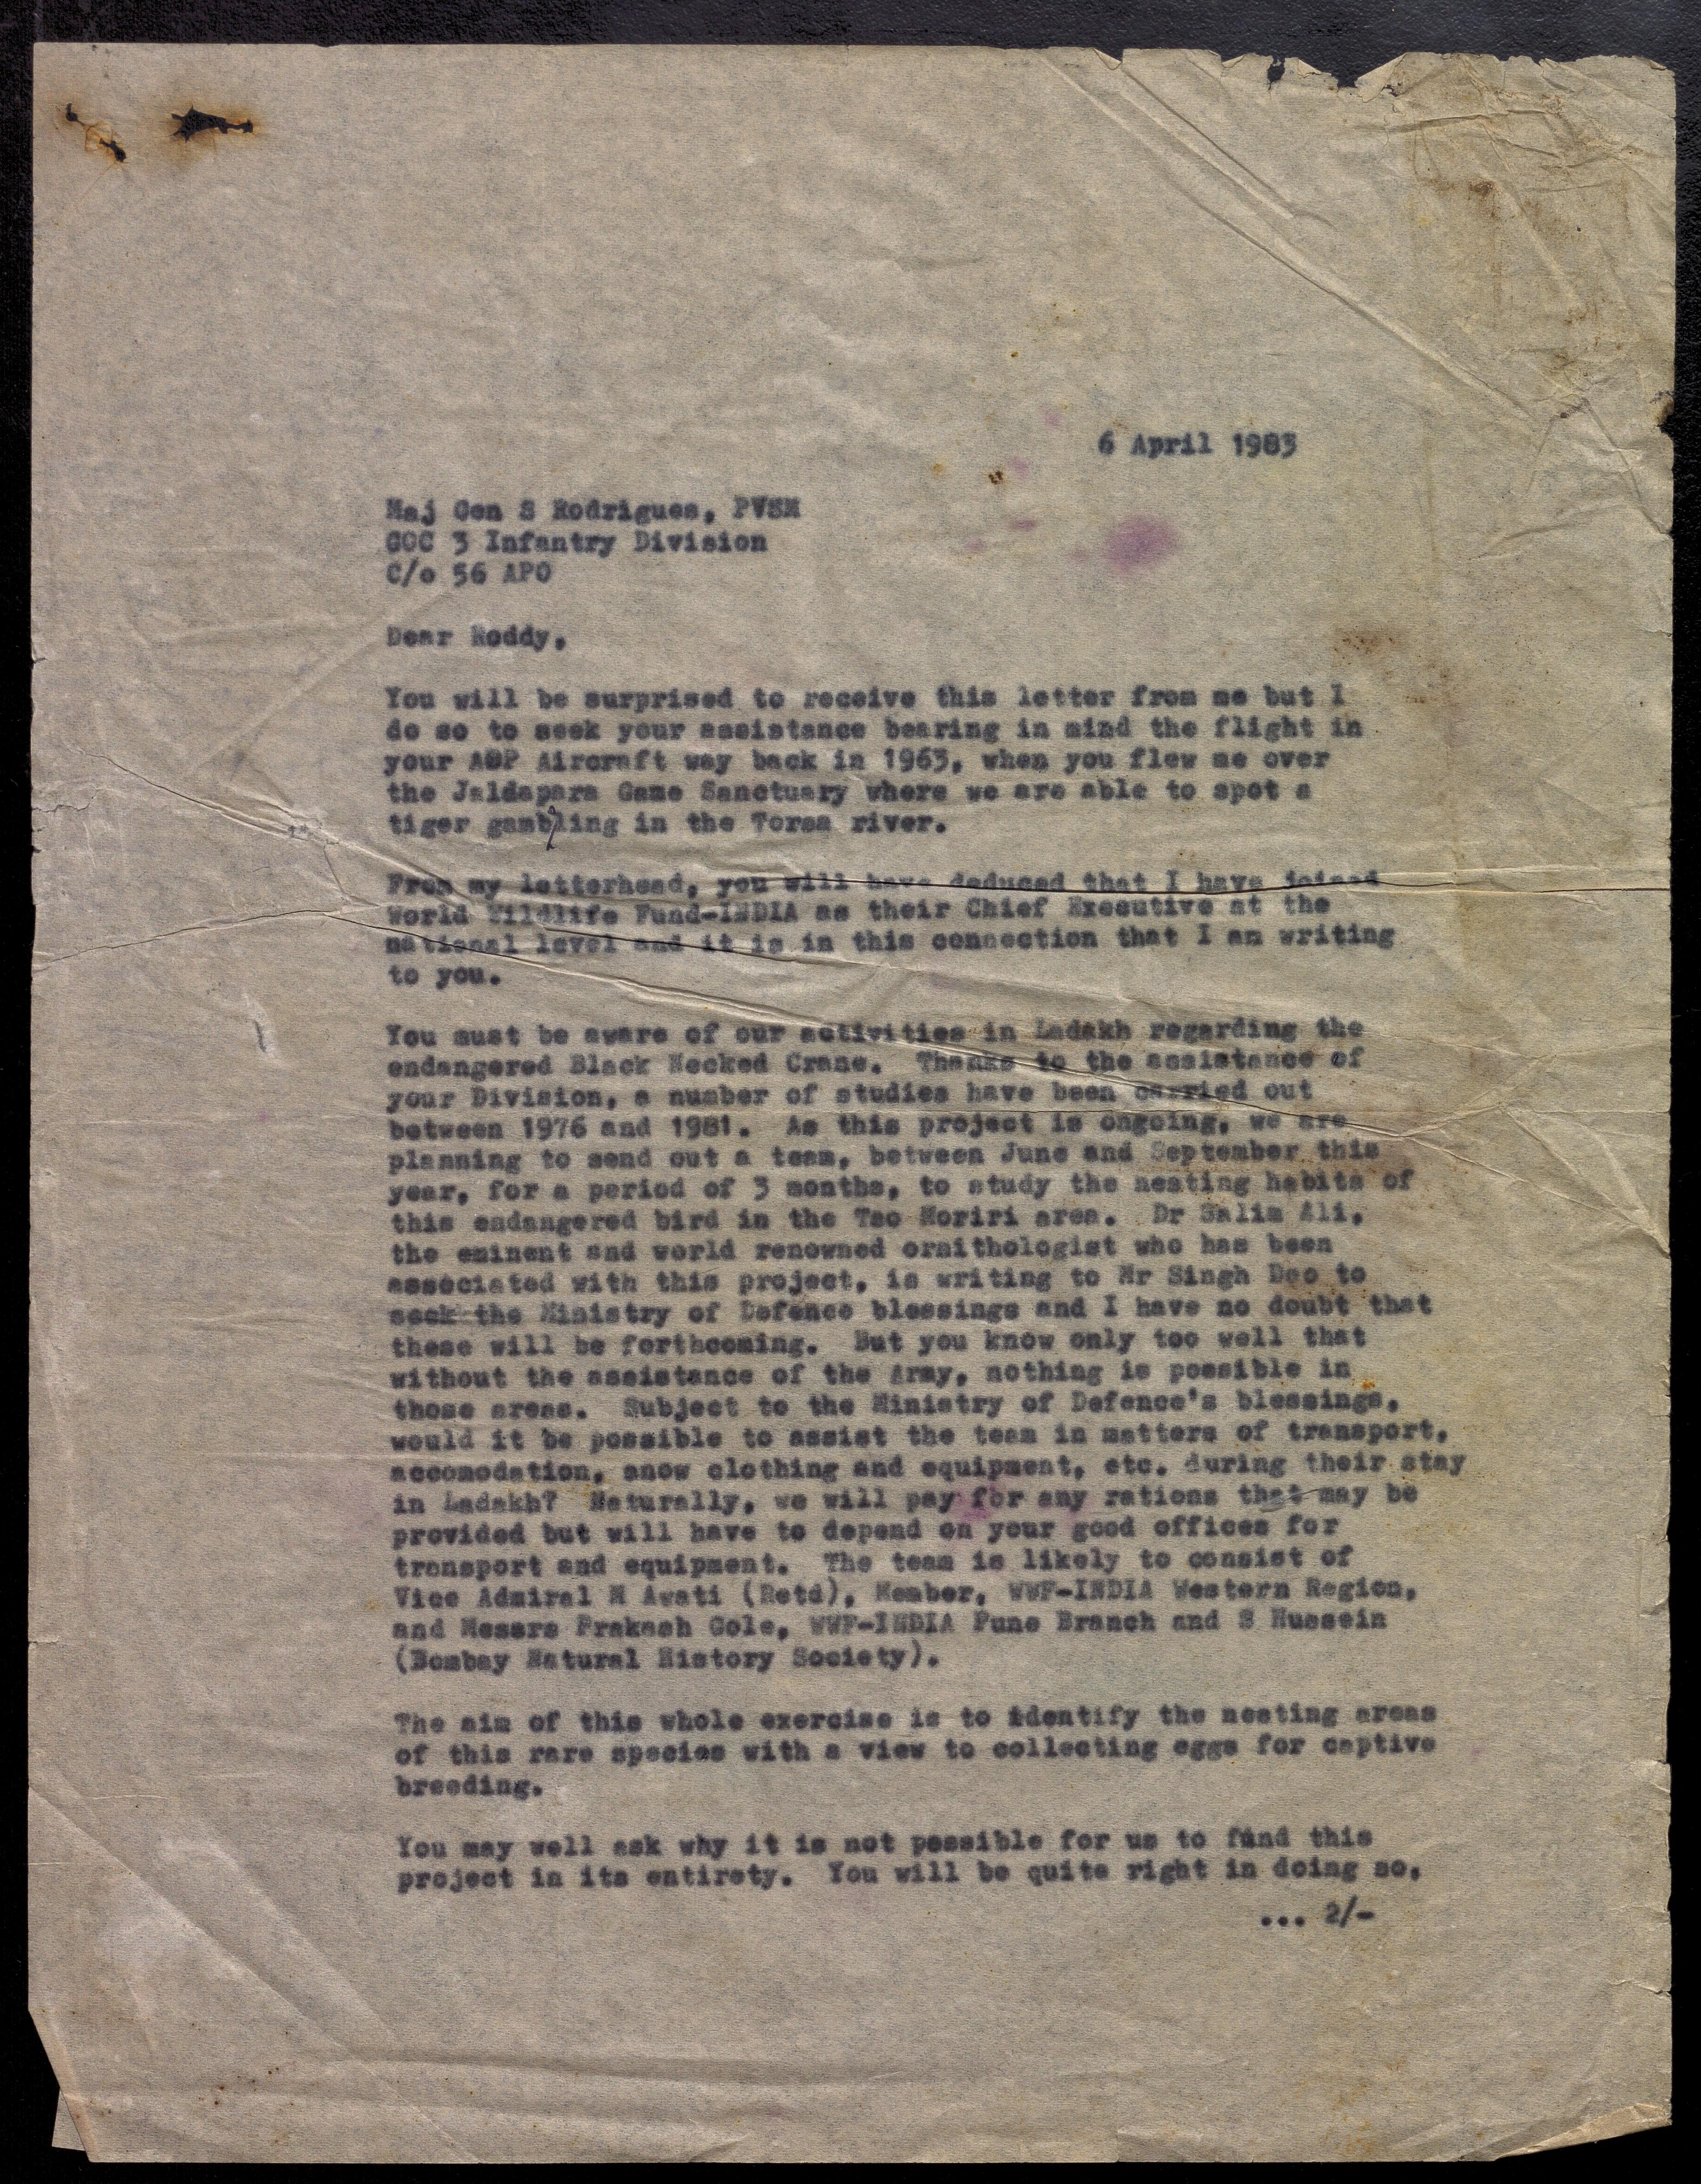 6 April 1983
Maj Gen S Rodrigues, PVSM
GOC 3 Infantry Division
C/o 56 APO
Dear Roddy,
You will be surprised to receive this letter from me but I
do so to seek your assistance bearing in mind the flight in
your AOP Aircraft way back in 1963, when you flew me over
the Jaldapara Game Sanctuary where we are able to spot a
tiger gambling in the Torsa river.
From my letterhead, you will have deduced that I have joined
World Wildlife Fund-INDIA as their Chief Executive at the
national level and it is in this connection that I am writing
to you.
You must be aware of our activities in Ladakh regarding the
endangered Black Necked Crane. Thanks to the assistance of
your Division, a number of studies have been carried out
between 1976 and 1981. As this project is ongoing, we are
planning to send out a team, between June and September this
year, for a period of 3 months, to study the nesting habits of
this endangered bird in the Tso Moriri area. Dr Salim Ali,
the eminent and world renowned ornithologist who has been
associated with this project, is writing to Mr Singh Deo to
seek the Ministry of Defence blessings and I have no doubt that
these will be forthcoming. But you know only too well that
without the assistance of the Army, nothing is possible in
those areas. Subject to the Ministry of Defence's blessings,
would it be possible to assist the team in matters of transport,
accomodation, snow clothing and equipment, etc. during their stay
in Ladakh? Naturally, we will pay for any rations that may be
provided but will have to depend on your good offices for
transport and equipment. The team is likely to consist of
Vice Admiral M Awati (Retd), Member, WWF-INDIA Western Region,
and Messrs Prakash Gole, WWF-INDIA Pune Branch and S Hussein
(Bombay Natural History Society).
The aim of this whole exercise is to identify the nesting areas
of this rare species with a view to collecting eggs for captive
breeding.
You may well ask why it is not possible for us to fund this
project in its entirety. You will be quite right in doing so,
... 2/-